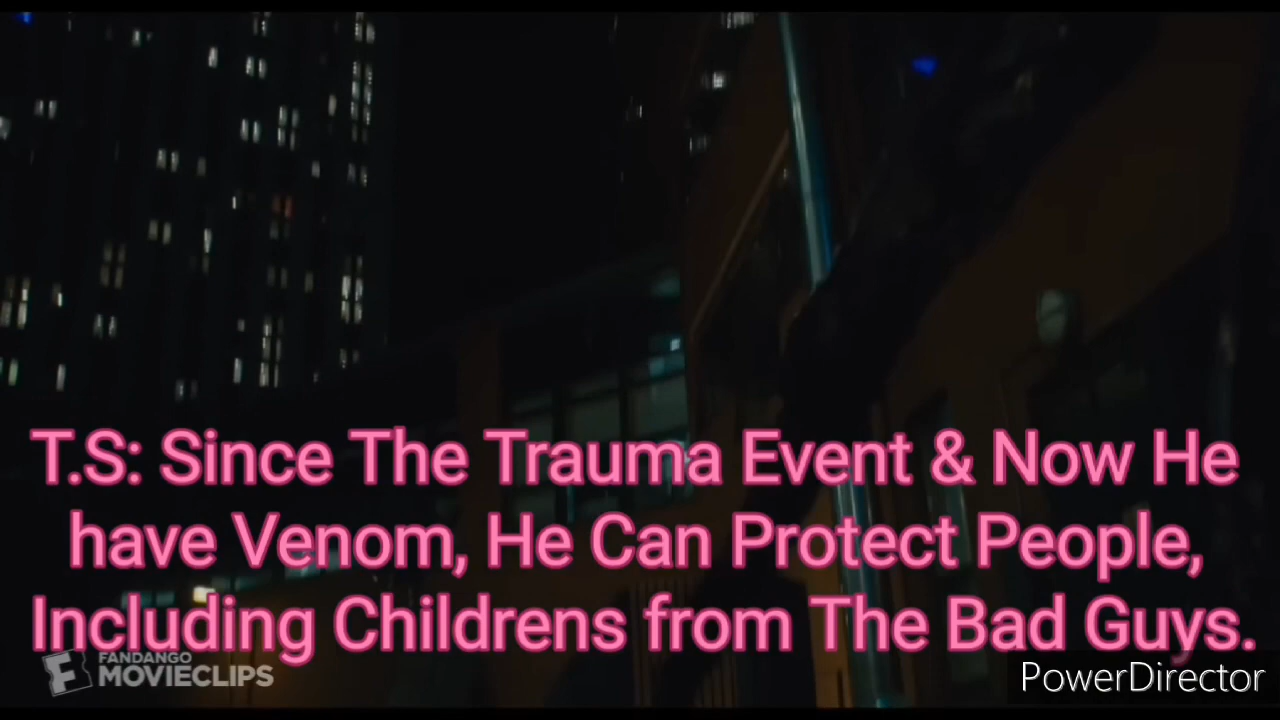 T.S: Since The Trauma Event & Now He
have Venom, He Can Protect People,
Including Childrens from The Bad Guys.
FANDANGO
MOVIECLIPS
PowerDirector